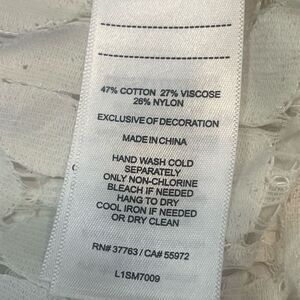 47% COTTON 27% VISCOSE
26% NYLON
EXCLUSIVE OF DECORATION
MADE IN CHINA
HAND WASH COLD
SEPARATELY
ONLY NON-CHLORINE
BLEACH IF NEEDED
HANG TO DRY
COOL IRON IF NEEDED
OR DRY CLEAN
RN# 37763 / CA# 55972
L1SM7009